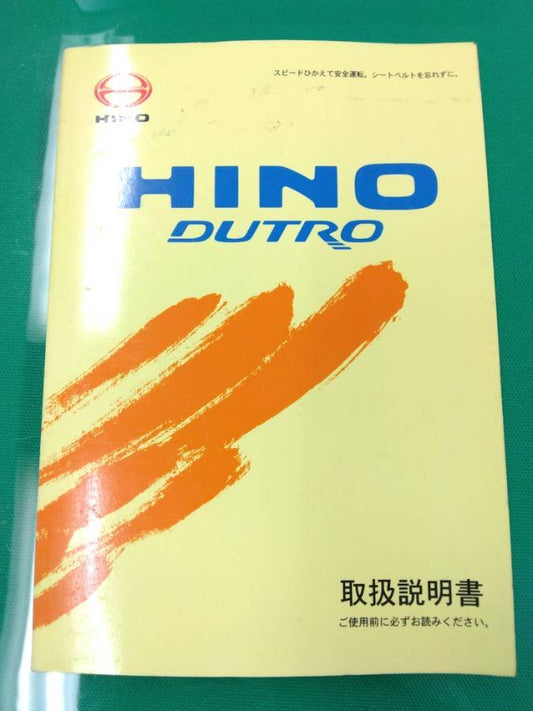 スピードひかえて安全運転、シートベルトを忘れずに。
HINO
HINO
DUTRO
取扱説明書
ご使用前に必ずお読みください。